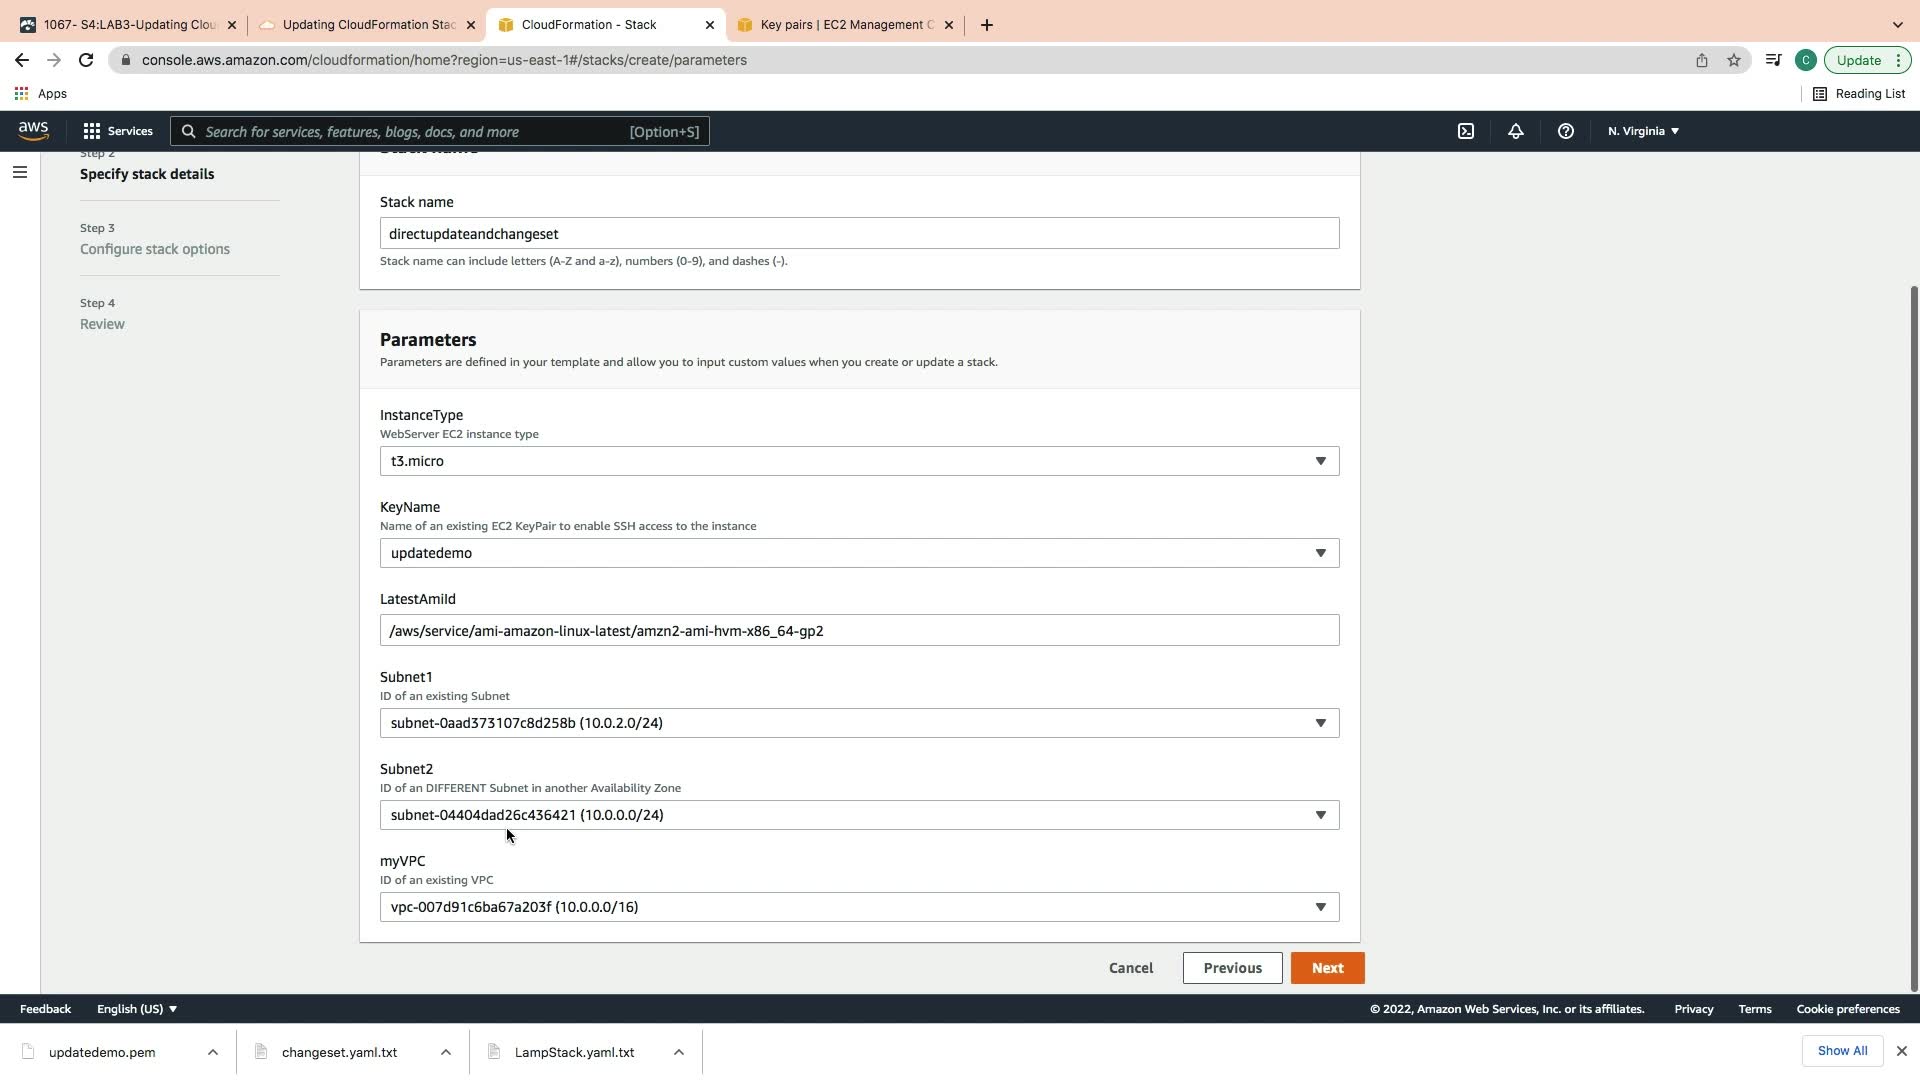 1067- S4:LAB3-Updating Clou
Updating CloudFormation Stac
CloudFormation - Stack
Key pairs | EC2 Management C
console.aws.amazon.com/cloudformation/home?region=us-east-1#/stacks/create/parameters
C
Update
Apps
Reading List
aws
Services
Search for services, features, blogs, docs, and more
[Option+S]
N. Virginia
Step 2
Specify stack details
Step 3
Configure stack options
Step 4
Review
Stack name
Stack name
directupdateandchangeset
Stack name can include letters (A-Z and a-z), numbers (0-9), and dashes (-).
Parameters
Parameters are defined in your template and allow you to input custom values when you create or update a stack.
InstanceType
WebServer EC2 instance type
t3.micro
KeyName
Name of an existing EC2 KeyPair to enable SSH access to the instance
updatedemo
LatestAmiId
/aws/service/ami-amazon-linux-latest/amzn2-ami-hvm-x86_64-gp2
Subnet1
ID of an existing Subnet
subnet-0aad373107c8d258b (10.0.2.0/24)
Subnet2
ID of an DIFFERENT Subnet in another Availability Zone
subnet-04404dad26c436421 (10.0.0.0/24)
myVPC
ID of an existing VPC
vpc-007d91c6ba67a203f (10.0.0.0/16)
Cancel
Previous
Next
Feedback
English (US)
© 2022, Amazon Web Services, Inc. or its affiliates.
Privacy
Terms
Cookie preferences
updatedemo.pem
changeset.yaml.txt
LampStack.yaml.txt
Show All